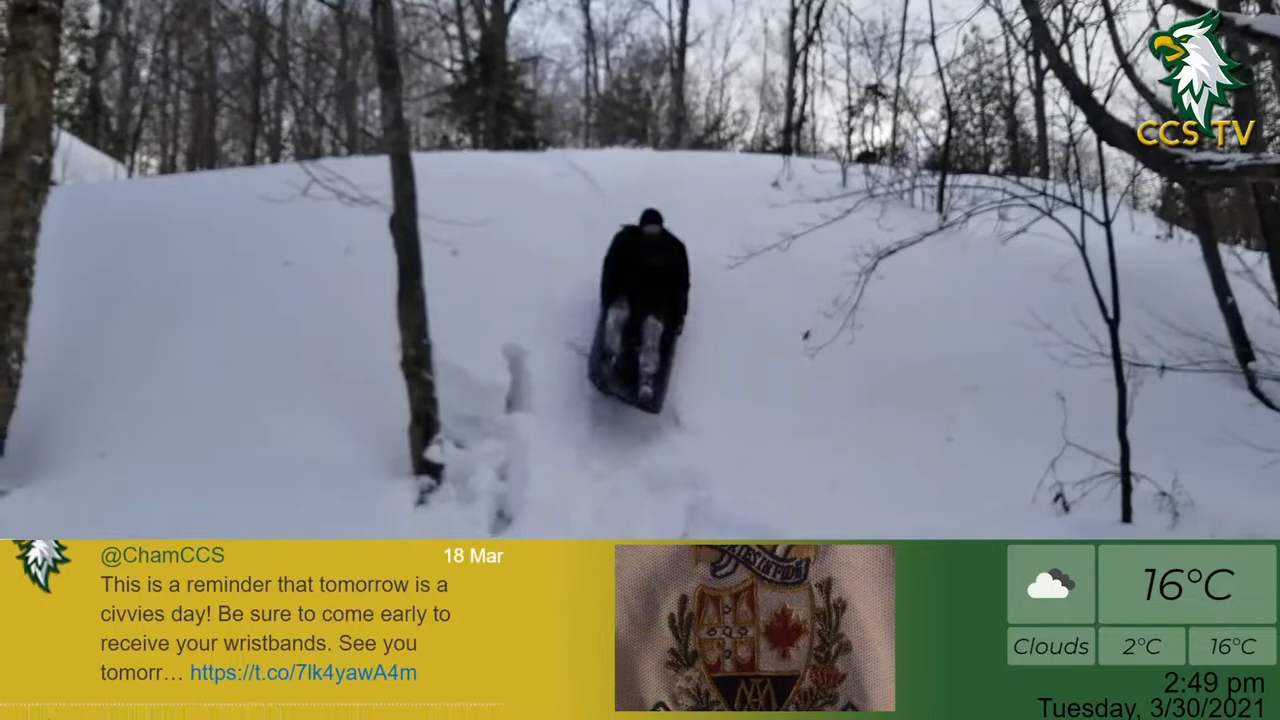 CCS TV
@ChamCCS
18 Mar
This is a reminder that tomorrow is a
civvies day! Be sure to come early to
receive your wristbands. See you
tomorr… https://t.co/7lk4yawA4m
16°C
Clouds
2°C
16°C
2:49 pm
Tuesday, 3/30/2021